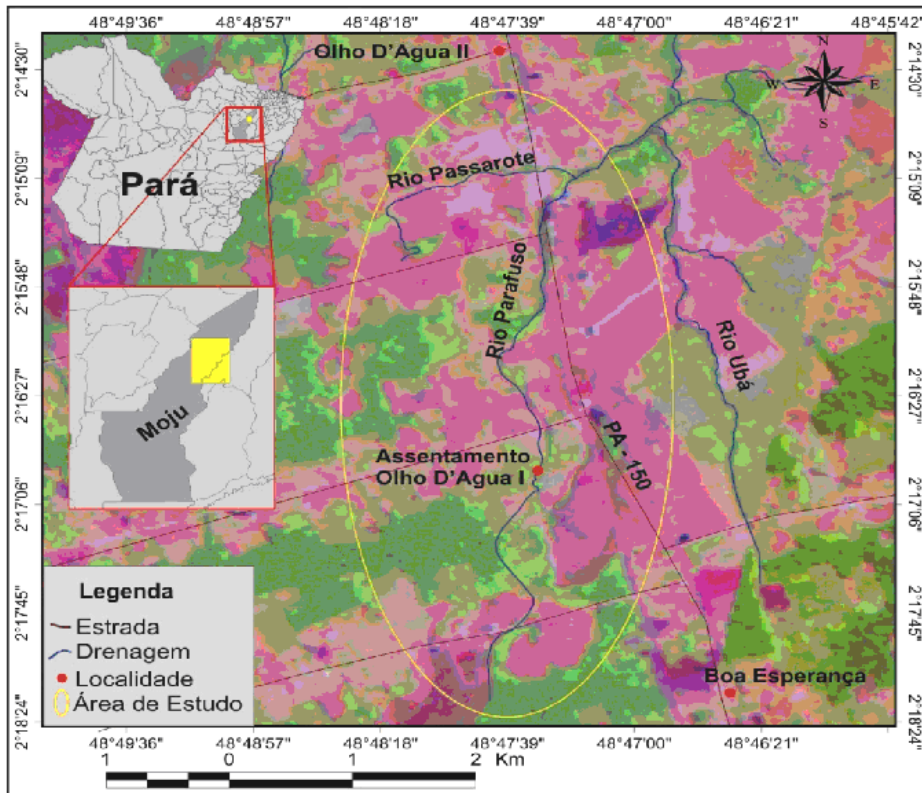 48°49'36" 48°48'57" 48°48'18" 48°47'39" 48°47'00" 48°46'21" 48°45'42"
2°14'30"
2°15'09"
2°15'48"
2°16'27"
2°17'06"
2°17'45"
2°18'24"
Olho D'Agua II
N
W E
S
2°14'30"
2°15'09"
2°15'48"
2°16'27"
2°17'06"
2°17'45"
2°18'24"
Pará
Rio Passarote
Rio Parafuso
Rio Ubá
Moju
PA - 150
Assentamento
Olho D'Agua I
Boa Esperança
Legenda
Estrada
Drenagem
Localidade
Área de Estudo
48°49'36" 48°48'57" 48°48'18" 48°47'39" 48°47'00" 48°46'21" 48°45'42"
1 0 1 2 Km